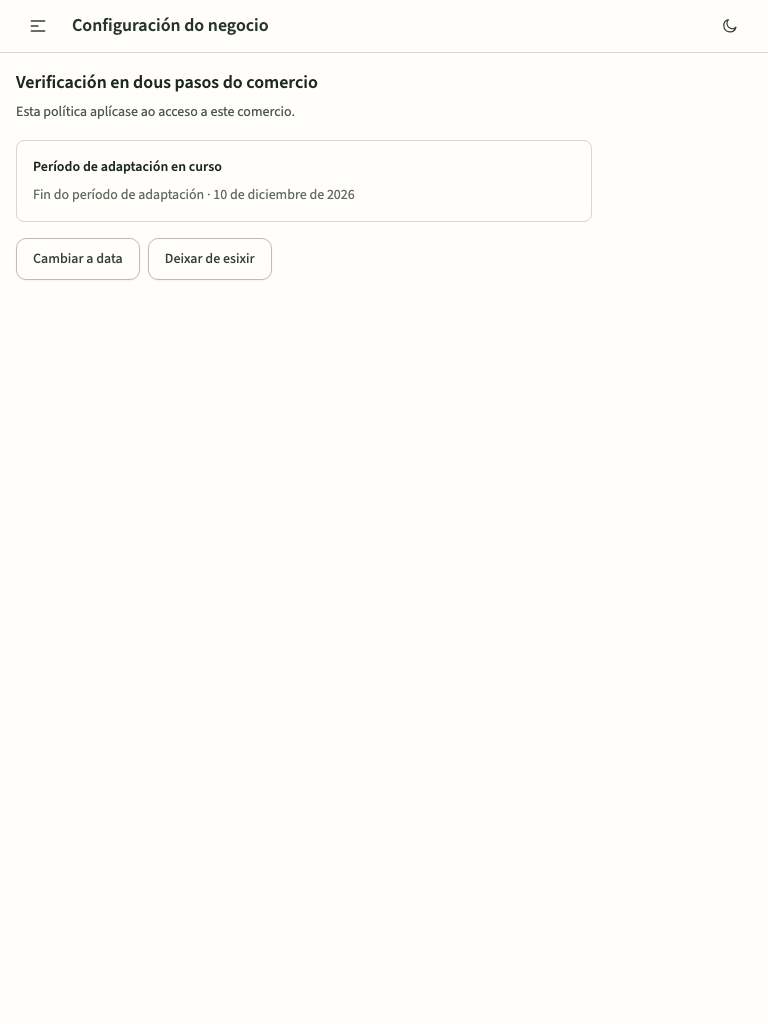 Configuración do negocio
Verificación en dous pasos do comercio
Esta política aplícase ao acceso a este comercio.
Período de adaptación en curso
Fin do período de adaptación · 10 de diciembre de 2026
Cambiar a data
Deixar de esixir